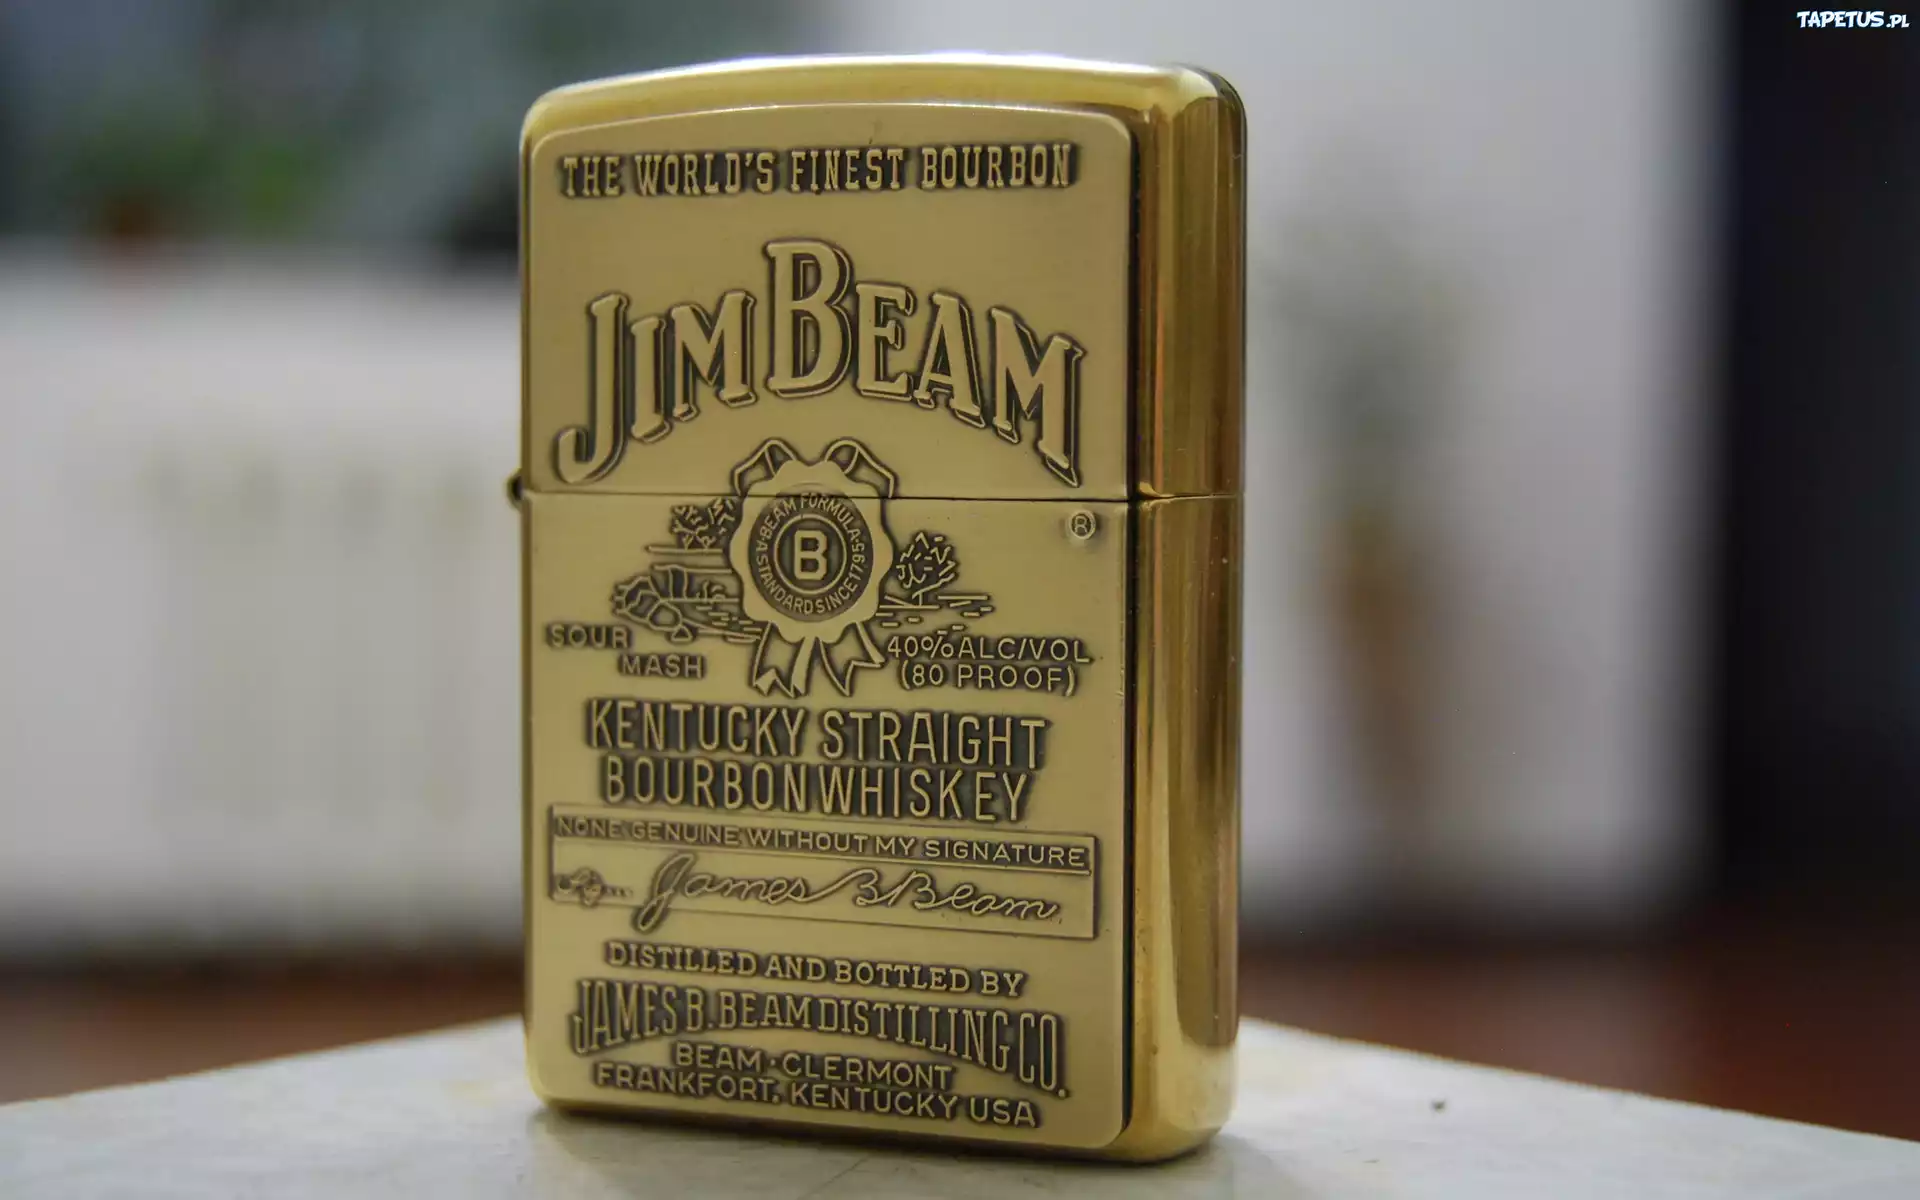 TAPETUS.PL
THE WORLD'S FINEST BOURBON
JIM BEAM
BEAM FORMULA
B
A STANDARD SINCE 1795
®
SOUR
MASH
40% ALC/VOL
(80 PROOF)
KENTUCKY STRAIGHT
BOURBON WHISKEY
NONE GENUINE WITHOUT MY SIGNATURE
James B Beam
DISTILLED AND BOTTLED BY
JAMES B. BEAM DISTILLING CO.
BEAM · CLERMONT
FRANKFORT, KENTUCKY USA